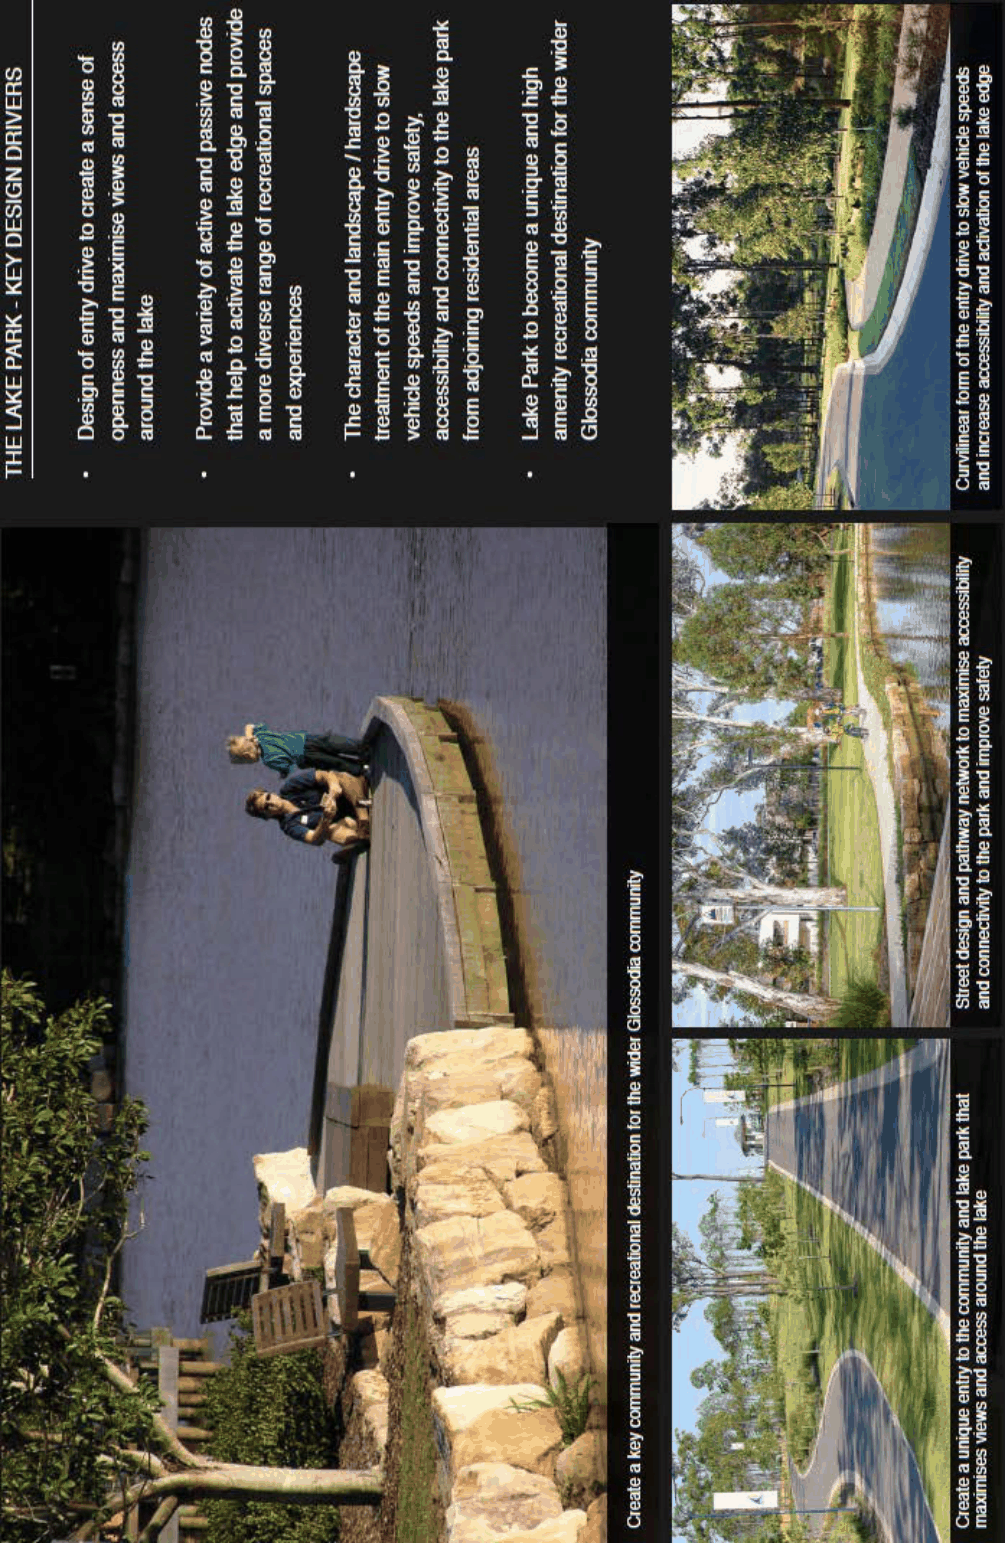 THE LAKE PARK - KEY DESIGN DRIVERS
• Design of entry drive to create a sense of
openness and maximise views and access
around the lake
• Provide a variety of active and passive nodes
that help to activate the lake edge and provide
a more diverse range of recreational spaces
and experiences
• The character and landscape / hardscape
treatment of the main entry drive to slow
vehicle speeds and improve safety,
accessibility and connectivity to the lake park
from adjoining residential areas
• Lake Park to become a unique and high
amenity recreational destination for the wider
Glossodia community
Create a key community and recreational destination for the wider Glossodia community
Create a unique entry to the community and lake park that
maximises views and access around the lake
Street design and pathway network to maximise accessibility
and connectivity to the park and improve safety
Curvilinear form of the entry drive to slow vehicle speeds
and increase accessibility and activation of the lake edge